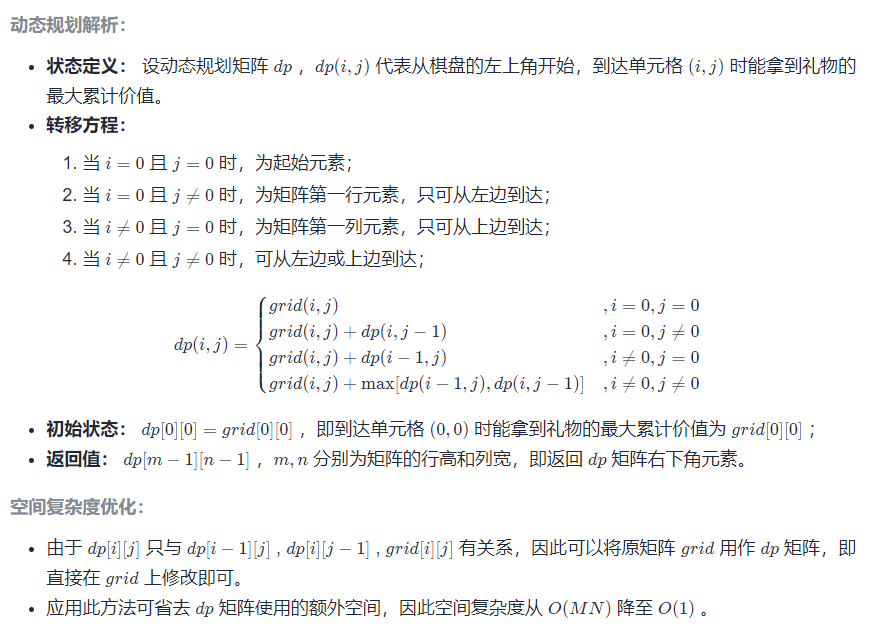 动态规划解析：
• 状态定义： 设动态规划矩阵 dp ，dp(i, j) 代表从棋盘的左上角开始，到达单元格 (i, j) 时能拿到礼物的
最大累计价值。
• 转移方程：
1. 当 i = 0 且 j = 0 时，为起始元素；
2. 当 i = 0 且 j ≠ 0 时，为矩阵第一行元素，只可从左边到达；
3. 当 i ≠ 0 且 j = 0 时，为矩阵第一列元素，只可从上边到达；
4. 当 i ≠ 0 且 j ≠ 0 时，可从左边或上边到达；
dp(i, j) = {
grid(i, j) , i = 0, j = 0
grid(i, j) + dp(i, j − 1) , i = 0, j ≠ 0
grid(i, j) + dp(i − 1, j) , i ≠ 0, j = 0
grid(i, j) + max[dp(i − 1, j), dp(i, j − 1)] , i ≠ 0, j ≠ 0
• 初始状态： dp[0][0] = grid[0][0] ，即到达单元格 (0, 0) 时能拿到礼物的最大累计价值为 grid[0][0] ；
• 返回值： dp[m − 1][n − 1] ，m, n 分别为矩阵的行高和列宽，即返回 dp 矩阵右下角元素。
空间复杂度优化：
• 由于 dp[i][j] 只与 dp[i − 1][j] , dp[i][j − 1] , grid[i][j] 有关系，因此可以将原矩阵 grid 用作 dp 矩阵，即
直接在 grid 上修改即可。
• 应用此方法可省去 dp 矩阵使用的额外空间，因此空间复杂度从 O(MN) 降至 O(1) 。